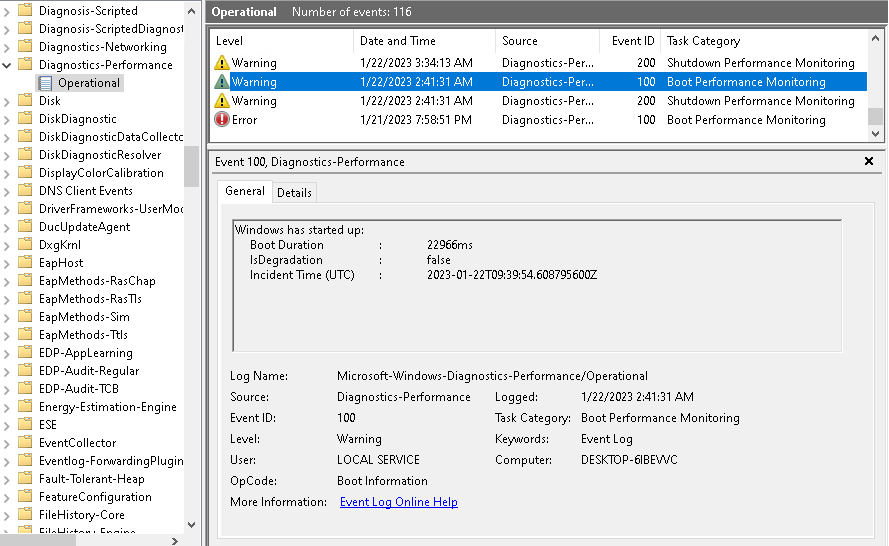 Diagnosis-Scripted
Diagnosis-ScriptedDiagnost
Diagnostics-Networking
Diagnostics-Performance
Operational
Disk
DiskDiagnostic
DiskDiagnosticDataCollecto
DiskDiagnosticResolver
DisplayColorCalibration
DNS Client Events
DriverFrameworks-UserMod
DucUpdateAgent
DxgKrnl
EapHost
EapMethods-RasChap
EapMethods-RasTls
EapMethods-Sim
EapMethods-Ttls
EDP-AppLearning
EDP-Audit-Regular
EDP-Audit-TCB
Energy-Estimation-Engine
ESE
EventCollector
Eventlog-ForwardingPlugin
Fault-Tolerant-Heap
FeatureConfiguration
FileHistory-Core
FileHistory-Engine
Operational Number of events: 116
Level Date and Time Source Event ID Task Category
Warning 1/22/2023 3:34:13 AM Diagnostics-Per... 200 Shutdown Performance Monitoring
Warning 1/22/2023 2:41:31 AM Diagnostics-Per... 100 Boot Performance Monitoring
Warning 1/22/2023 2:41:31 AM Diagnostics-Per... 200 Shutdown Performance Monitoring
Error 1/21/2023 7:58:51 PM Diagnostics-Per... 100 Boot Performance Monitoring
Event 100, Diagnostics-Performance
General Details
Windows has started up:
Boot Duration : 22966ms
IsDegradation : false
Incident Time (UTC) : 2023-01-22T09:39:54.608795600Z
Log Name: Microsoft-Windows-Diagnostics-Performance/Operational
Source: Diagnostics-Performance Logged: 1/22/2023 2:41:31 AM
Event ID: 100 Task Category: Boot Performance Monitoring
Level: Warning Keywords: Event Log
User: LOCAL SERVICE Computer: DESKTOP-6IBEVVC
OpCode: Boot Information
More Information: Event Log Online Help